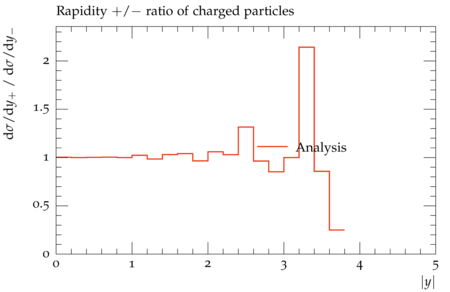 Rapidity +/− ratio of charged particles
dσ/dy₊ / dσ/dy₋
2
1.5
1
0.5
0
Analysis
0 1 2 3 4 5
|y|